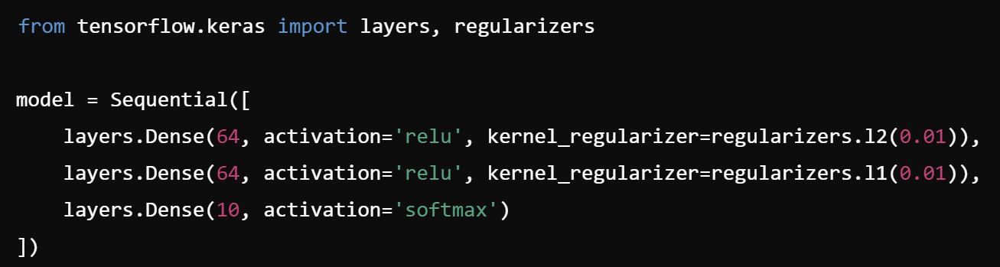 from tensorflow.keras import layers, regularizers
model = Sequential([
    layers.Dense(64, activation='relu', kernel_regularizer=regularizers.l2(0.01)),
    layers.Dense(64, activation='relu', kernel_regularizer=regularizers.l1(0.01)),
    layers.Dense(10, activation='softmax')
])